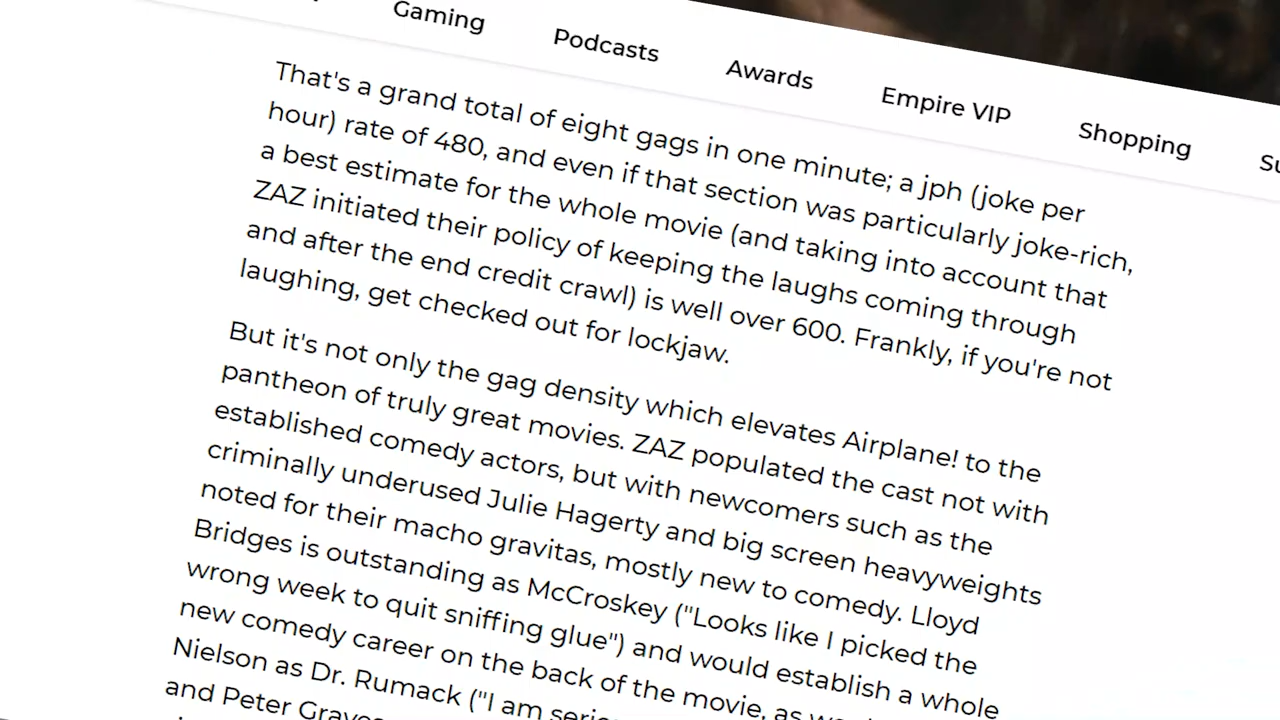 Gaming
Podcasts
Awards
Empire VIP
Shopping
That's a grand total of eight gags in one minute; a jph (joke per
hour) rate of 480, and even if that section was particularly joke-rich,
a best estimate for the whole movie (and taking into account that
ZAZ initiated their policy of keeping the laughs coming through
and after the end credit crawl) is well over 600. Frankly, if you're not
laughing, get checked out for lockjaw.
But it's not only the gag density which elevates Airplane! to the
pantheon of truly great movies. ZAZ populated the cast not with
established comedy actors, but with newcomers such as the
criminally underused Julie Hagerty and big screen heavyweights
noted for their macho gravitas, mostly new to comedy. Lloyd
Bridges is outstanding as McCroskey ("Looks like I picked the
wrong week to quit sniffing glue") and would establish a whole
new comedy career on the back of the movie, as
Nielson as Dr. Rumack ("I am
and Peter